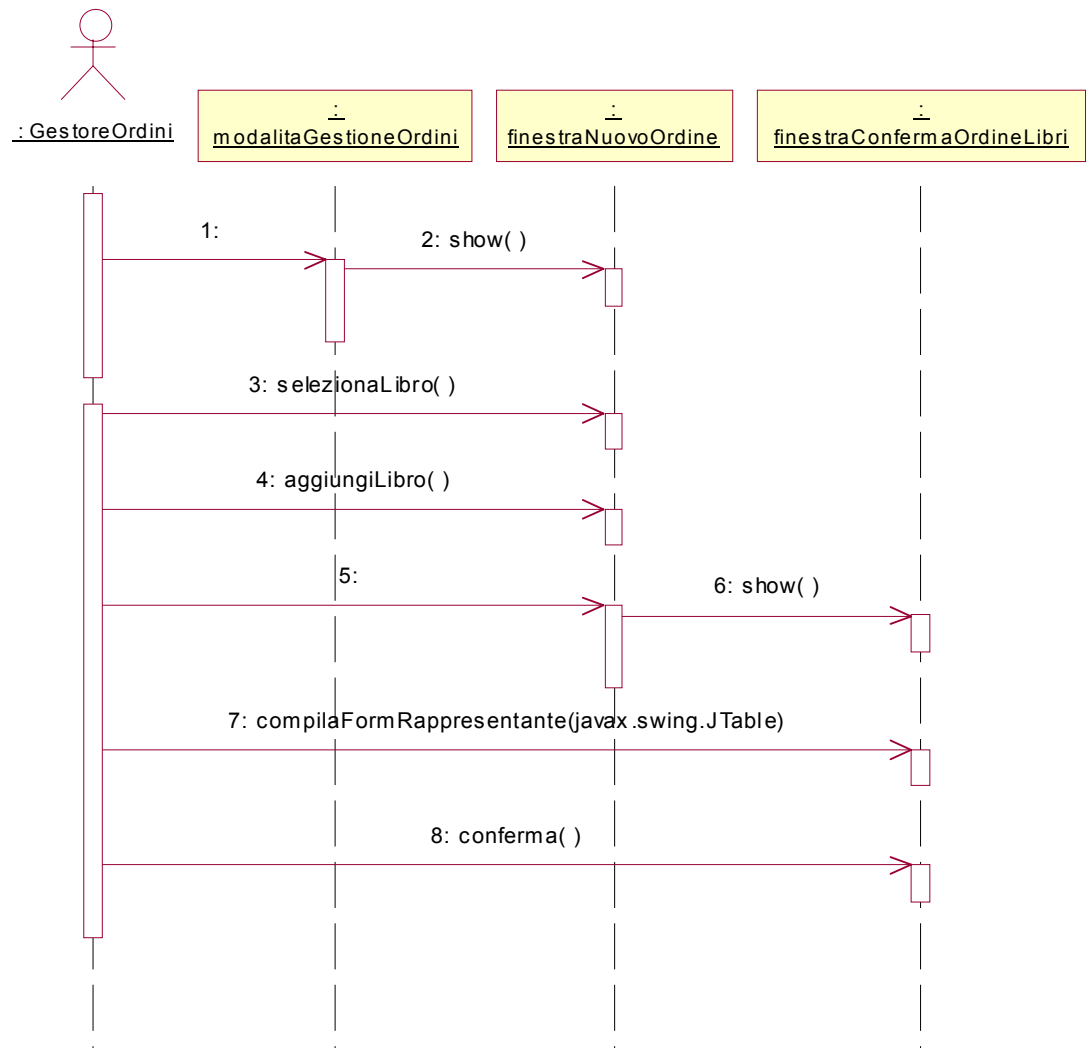 : GestoreOrdini
:
modalitaGestioneOrdini
:
finestraNuovoOrdine
:
finestraConfermaOrdineLibri
1:
2: show( )
3: selezionaLibro( )
4: aggiungiLibro( )
5:
6: show( )
7: compilaFormRappresentante(javax.swing.JTable)
8: conferma( )